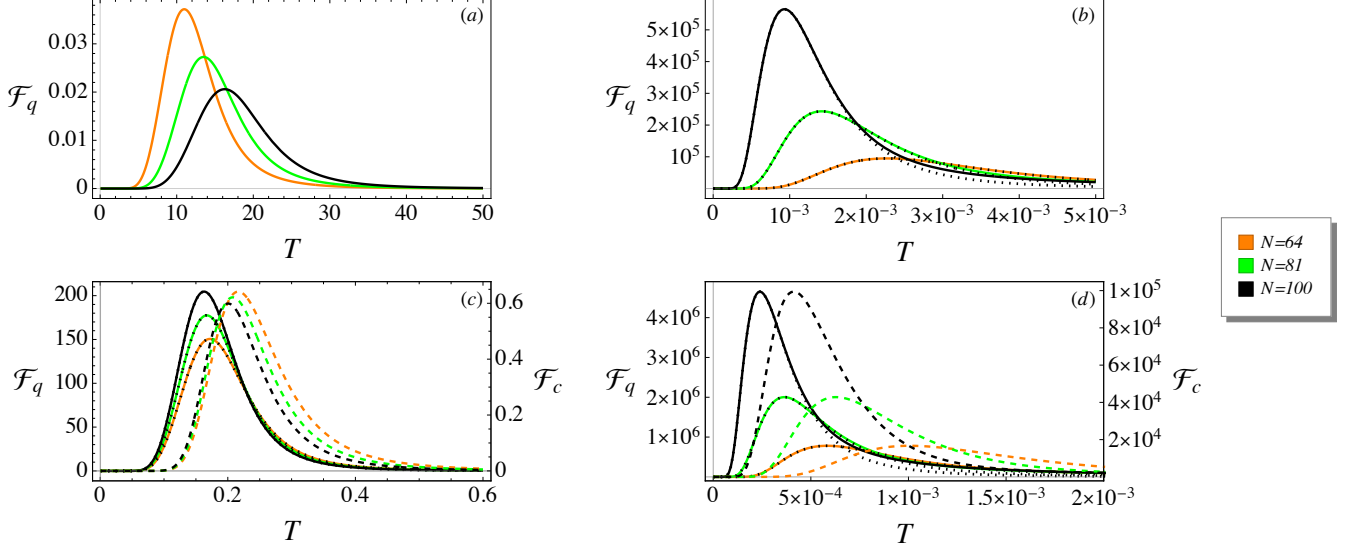 (a)
0.03
0.02
0.01
0
ℱq
0 10 20 30 40 50
T
(b)
5×10⁵
4×10⁵
3×10⁵
2×10⁵
10⁵
ℱq
0 10⁻³ 2×10⁻³ 3×10⁻³ 4×10⁻³ 5×10⁻³
T
N=64
N=81
N=100
(c)
200
150
100
50
0
ℱq
0.6
0.4
0.2
0
ℱc
0 0.2 0.4 0.6
T
(d)
4×10⁶
3×10⁶
2×10⁶
1×10⁶
ℱq
1×10⁵
8×10⁴
6×10⁴
4×10⁴
2×10⁴
ℱc
0 5×10⁻⁴ 1×10⁻³ 1.5×10⁻³ 2×10⁻³
T